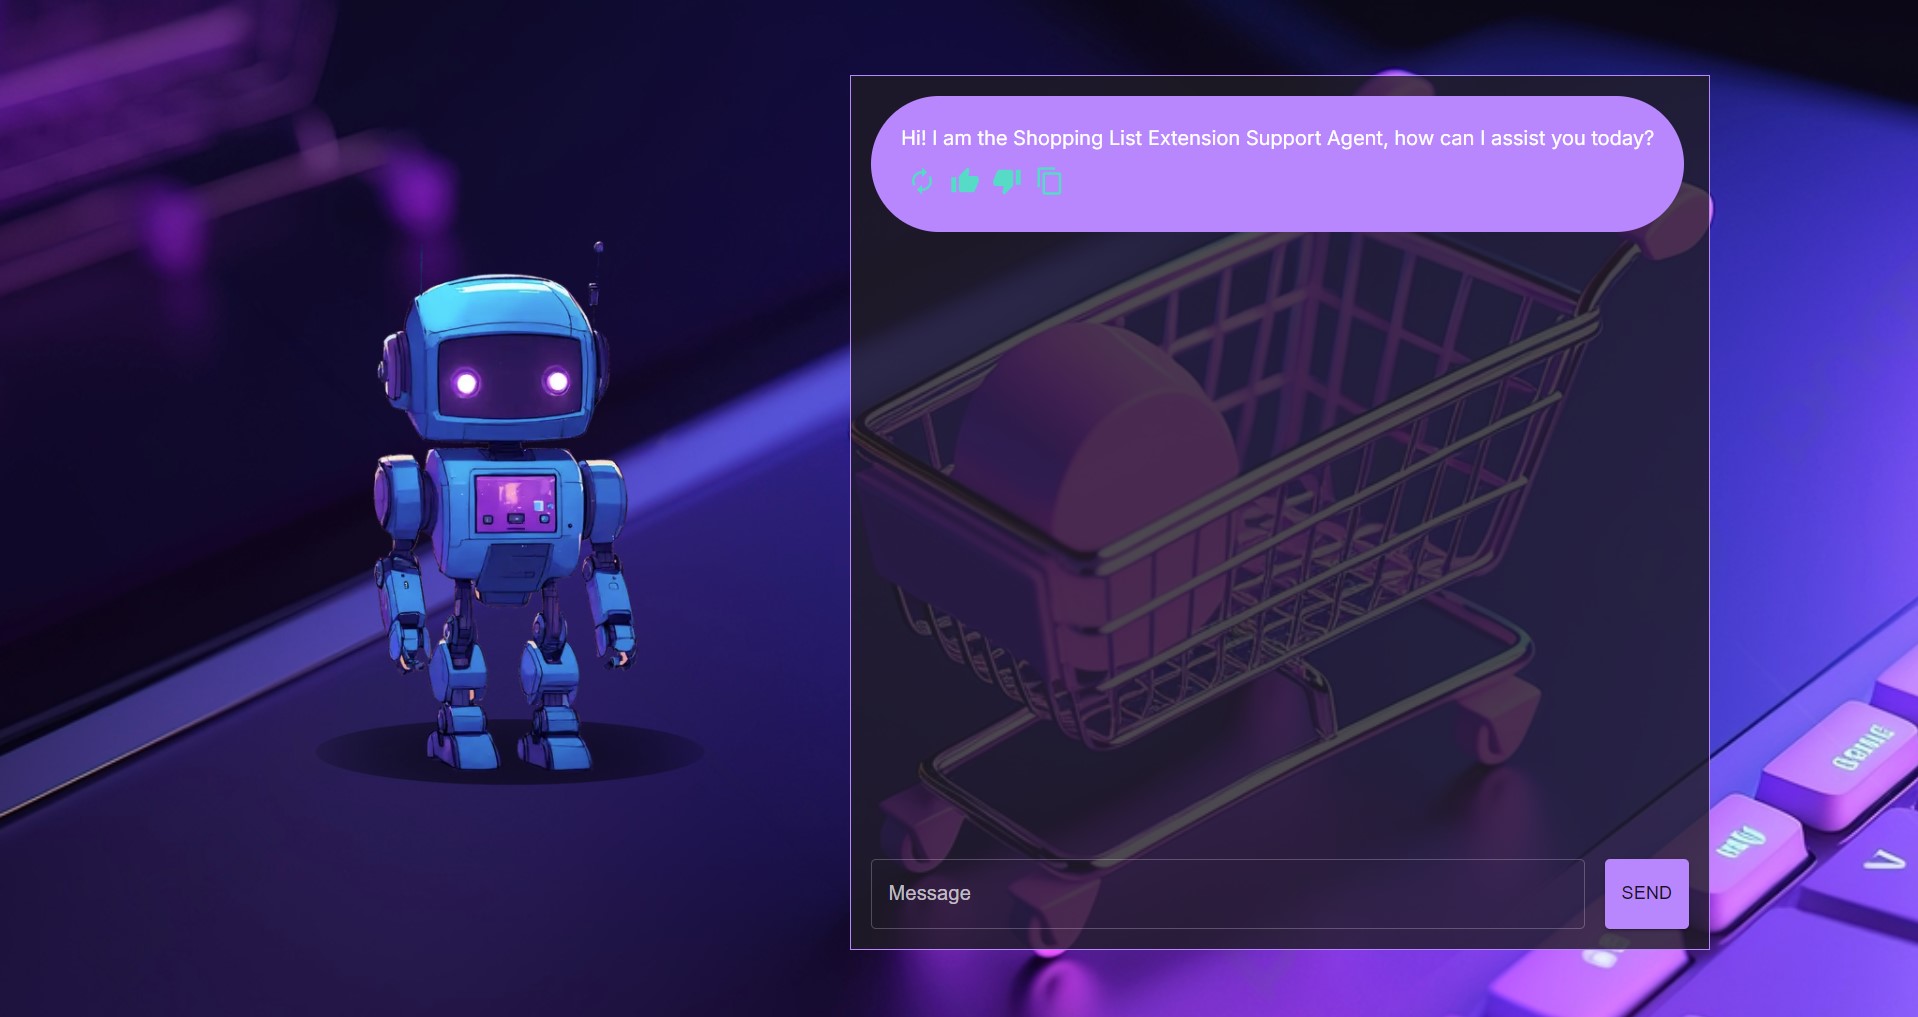 Hi! I am the Shopping List Extension Support Agent, how can I assist you today?
Message
SEND
V